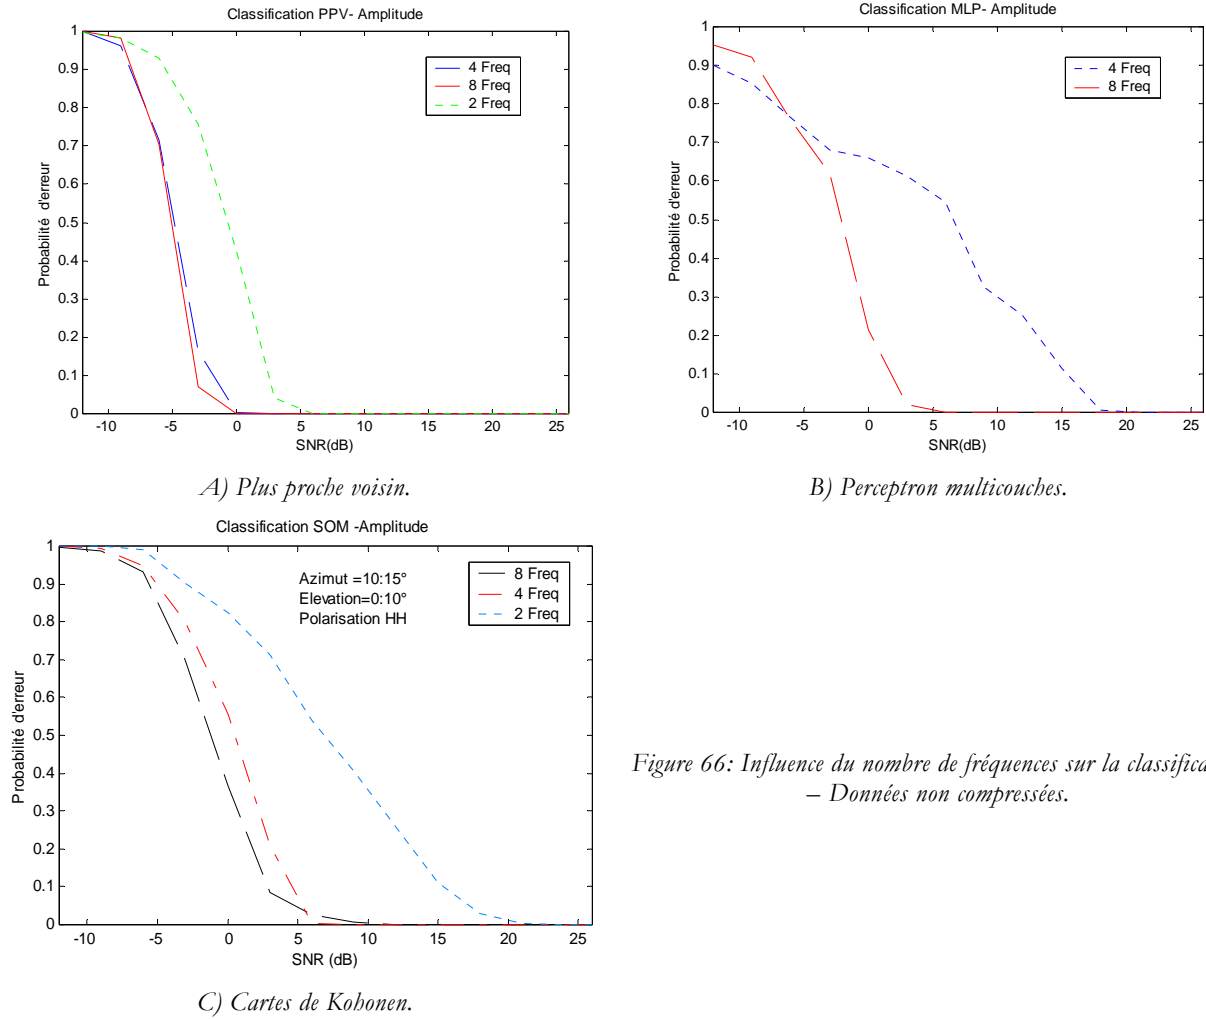 Classification PPV- Amplitude
1
0.9
0.8
0.7
0.6
0.5
0.4
0.3
0.2
0.1
0
Probabilité d'erreur
4 Freq
8 Freq
2 Freq
-10 -5 0 5 10 15 20 25
SNR(dB)
A) Plus proche voisin.
Classification MLP- Amplitude
1
0.9
0.8
0.7
0.6
0.5
0.4
0.3
0.2
0.1
0
Probabilité d'erreur
4 Freq
8 Freq
-10 -5 0 5 10 15 20 25
SNR(dB)
B) Perceptron multicouches.
Classification SOM -Amplitude
1
0.9
0.8
0.7
0.6
0.5
0.4
0.3
0.2
0.1
0
Probabilité d'erreur
Azimut =10:15°
Elevation=0:10°
Polarisation HH
8 Freq
4 Freq
2 Freq
-10 -5 0 5 10 15 20 25
SNR (dB)
C) Cartes de Kohonen.
Figure 66: Influence du nombre de fréquences sur la classifica
– Données non compressées.